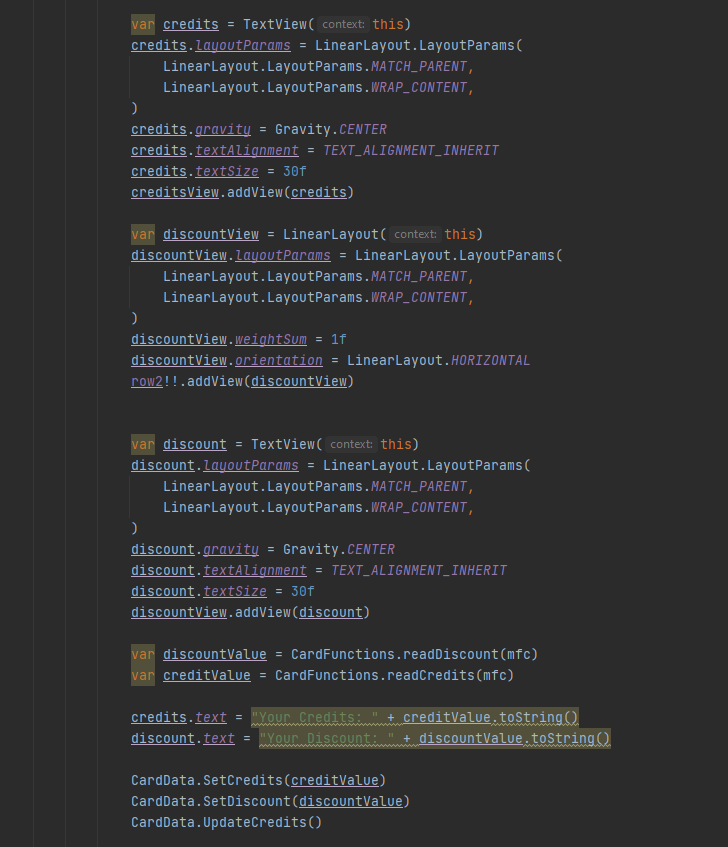 var credits = TextView( context: this)
credits.layoutParams = LinearLayout.LayoutParams(
LinearLayout.LayoutParams.MATCH_PARENT,
LinearLayout.LayoutParams.WRAP_CONTENT,
)
credits.gravity = Gravity.CENTER
credits.textAlignment = TEXT_ALIGNMENT_INHERIT
credits.textSize = 30f
creditsView.addView(credits)
var discountView = LinearLayout( context: this)
discountView.layoutParams = LinearLayout.LayoutParams(
LinearLayout.LayoutParams.MATCH_PARENT,
LinearLayout.LayoutParams.WRAP_CONTENT,
)
discountView.weightSum = 1f
discountView.orientation = LinearLayout.HORIZONTAL
row2!!.addView(discountView)
var discount = TextView( context: this)
discount.layoutParams = LinearLayout.LayoutParams(
LinearLayout.LayoutParams.MATCH_PARENT,
LinearLayout.LayoutParams.WRAP_CONTENT,
)
discount.gravity = Gravity.CENTER
discount.textAlignment = TEXT_ALIGNMENT_INHERIT
discount.textSize = 30f
discountView.addView(discount)
var discountValue = CardFunctions.readDiscount(mfc)
var creditValue = CardFunctions.readCredits(mfc)
credits.text = "Your Credits: " + creditValue.toString()
discount.text = "Your Discount: " + discountValue.toString()
CardData.SetCredits(creditValue)
CardData.SetDiscount(discountValue)
CardData.UpdateCredits()